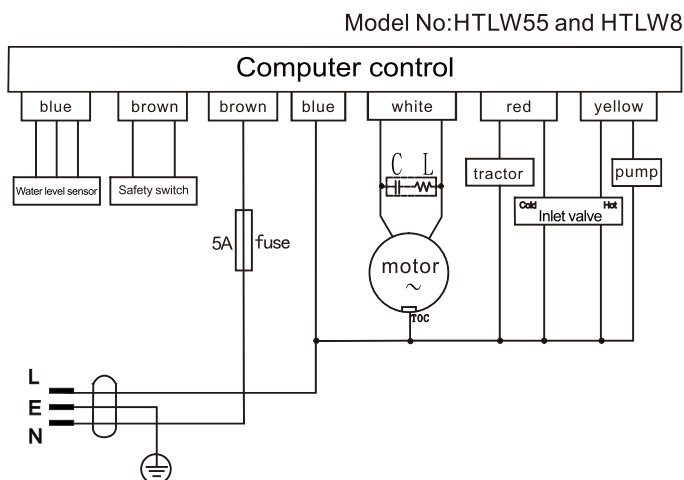 Model No:HTLW55 and HTLW8
Computer control
blue brown brown blue white red yellow
C L
Water level sensor Safety switch tractor pump
Cold Hot
Inlet valve
5A fuse
motor
~
TOC
L
E
N